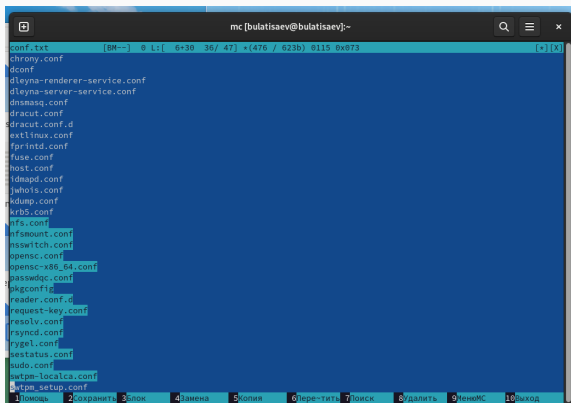 mc [bulatisaev@bulatisaev]:~
conf.txt [BM--] 0 L:[ 6+30 36/ 47] *(476 / 623b) 0115 0x073 [*][X]
chrony.conf
dconf
dleyna-renderer-service.conf
dleyna-server-service.conf
dnsmasq.conf
dracut.conf
dracut.conf.d
extlinux.conf
fprintd.conf
fuse.conf
host.conf
idmapd.conf
jwhois.conf
kdump.conf
krb5.conf
nfs.conf
nfsmount.conf
nsswitch.conf
opensc.conf
opensc-x86_64.conf
passwdqc.conf
pkgconfig
reader.conf.d
request-key.conf
resolv.conf
rsyncd.conf
rygel.conf
sestatus.conf
sudo.conf
swtpm-localca.conf
swtpm_setup.conf
1Помощь 2Сохранить 3Блок 4Замена 5Копия 6Пере~тить 7Поиск 8Удалить 9МенюMC 10Выход